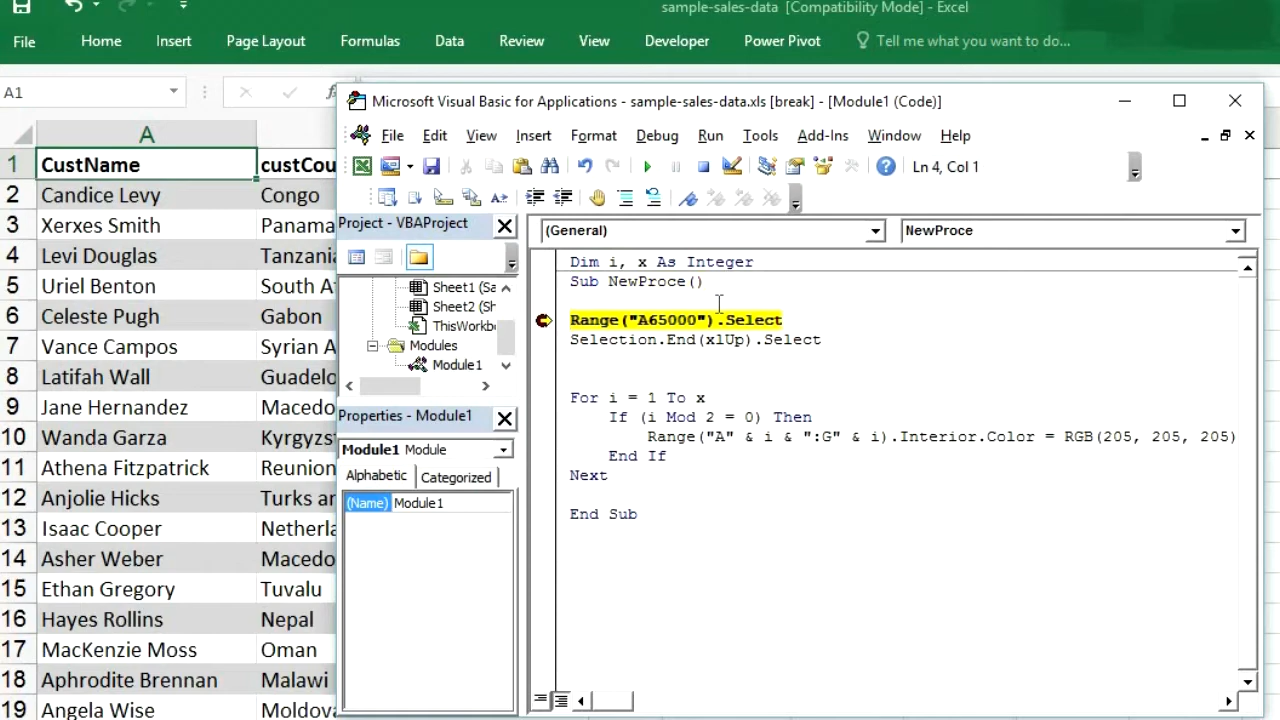 sample-sales-data [Compatibility Mode] - Excel
File Home Insert Page Layout Formulas Data Review View Developer Power Pivot Tell me what you want to do...
A1
Microsoft Visual Basic for Applications - sample-sales-data.xls [break] - [Module1 (Code)]
File Edit View Insert Format Debug Run Tools Add-Ins Window Help
Ln 4, Col 1
A
1 CustName custCou
2 Candice Levy Congo
3 Xerxes Smith Panama
4 Levi Douglas Tanzania
5 Uriel Benton South Af
6 Celeste Pugh Gabon
7 Vance Campos Syrian A
8 Latifah Wall Guadelo
9 Jane Hernandez Macedo
10 Wanda Garza Kyrgyzst
11 Athena Fitzpatrick Reunion
12 Anjolie Hicks Turks an
13 Isaac Cooper Netherla
14 Asher Weber Macedo
15 Ethan Gregory Tuvalu
16 Hayes Rollins Nepal
17 MacKenzie Moss Oman
18 Aphrodite Brennan Malawi
19 Angela Wise Moldova
Project - VBAProject
Sheet1 (Sa
Sheet2 (Sh
ThisWorkb
Modules
Module1
Properties - Module1
Module1 Module
Alphabetic Categorized
(Name) Module1
(General) NewProce
Dim i, x As Integer
Sub NewProce()
Range("A65000").Select
Selection.End(xlUp).Select
For i = 1 To x
If (i Mod 2 = 0) Then
Range("A" & i & ":G" & i).Interior.Color = RGB(205, 205, 205)
End If
Next
End Sub